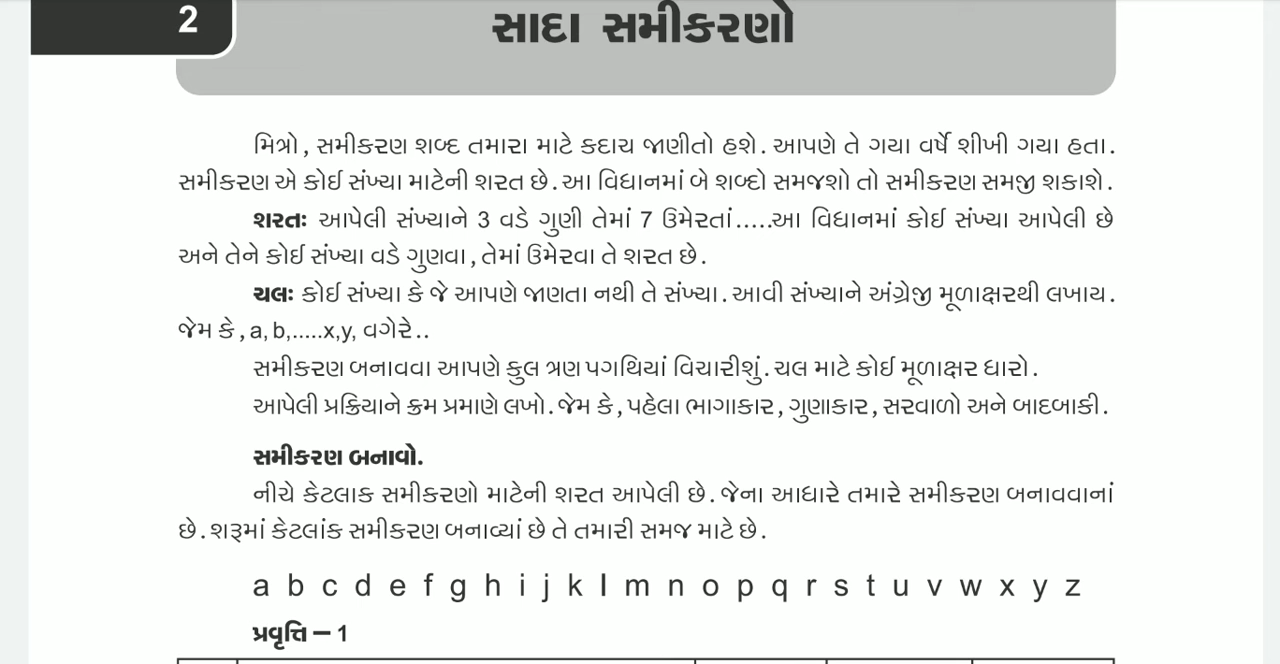 2
સાદા સમીકરણો
મિત્રો, સમીકરણ શબ્દ તમારા માટે કદાચ જાણીતો હશે. આપણે તે ગયા વર્ષે શીખી ગયા હતા.
સમીકરણ એ કોઈ સંખ્યા માટેની શરત છે. આ વિધાનમાં બે શબ્દો સમજશો તો સમીકરણ સમજી શકાશે.
શરતઃ આપેલી સંખ્યાને 3 વડે ગુણી તેમાં 7 ઉમેરતાં.....આ વિધાનમાં કોઈ સંખ્યા આપેલી છે
અને તેને કોઈ સંખ્યા વડે ગુણવા, તેમાં ઉમેરવા તે શરત છે.
ચલઃ કોઈ સંખ્યા કે જે આપણે જાણતા નથી તે સંખ્યા. આવી સંખ્યાને અંગ્રેજી મૂળાક્ષરથી લખાય.
જેમ કે, a, b,.....x,y, વગેરે..
સમીકરણ બનાવવા આપણે કુલ ત્રણ પગથિયાં વિચારીશું. ચલ માટે કોઈ મૂળાક્ષર ધારો.
આપેલી પ્રક્રિયાને ક્રમ પ્રમાણે લખો. જેમ કે, પહેલા ભાગાકાર, ગુણાકાર, સરવાળો અને બાદબાકી.
સમીકરણ બનાવો.
નીચે કેટલાક સમીકરણો માટેની શરત આપેલી છે. જેના આધારે તમારે સમીકરણ બનાવવાનાં
છે. શરૂમાં કેટલાંક સમીકરણ બનાવ્યાં છે તે તમારી સમજ માટે છે.
a b c d e f g h i j k l m n o p q r s t u v w x y z
પ્રવૃત્તિ – 1